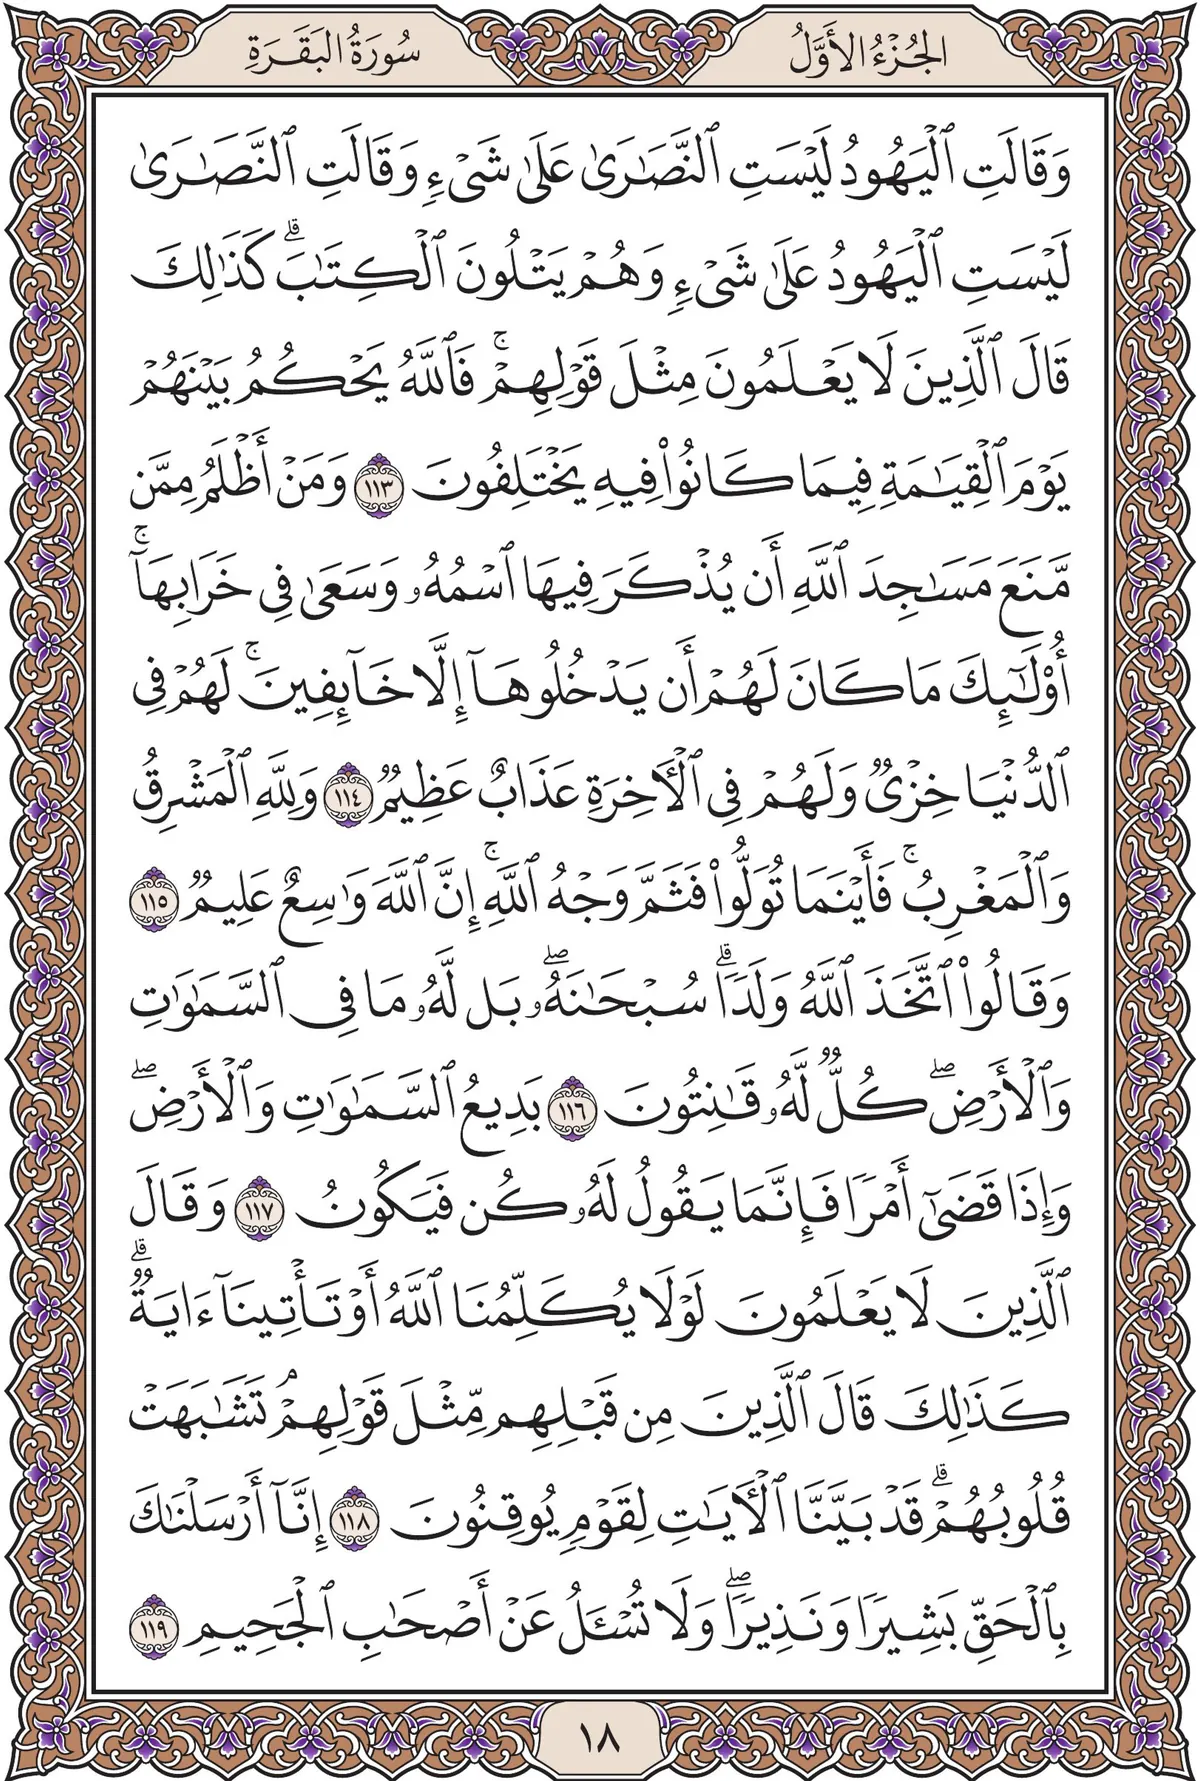 الجُزْءُ الأَوَّلُ
سُورَةُ البَقَرَةِ
وَقَالَتِ ٱلْيَهُودُ لَيْسَتِ ٱلنَّصَـٰرَىٰ عَلَىٰ شَىْءٍ وَقَالَتِ ٱلنَّصَـٰرَىٰ
لَيْسَتِ ٱلْيَهُودُ عَلَىٰ شَىْءٍ وَهُمْ يَتْلُونَ ٱلْكِتَـٰبَ ۗ كَذَٰلِكَ
قَالَ ٱلَّذِينَ لَا يَعْلَمُونَ مِثْلَ قَوْلِهِمْ ۚ فَٱللَّهُ يَحْكُمُ بَيْنَهُمْ
يَوْمَ ٱلْقِيَـٰمَةِ فِيمَا كَانُوا۟ فِيهِ يَخْتَلِفُونَ ١١٣ وَمَنْ أَظْلَمُ مِمَّن
مَّنَعَ مَسَـٰجِدَ ٱللَّهِ أَن يُذْكَرَ فِيهَا ٱسْمُهُۥ وَسَعَىٰ فِى خَرَابِهَآ ۚ
أُو۟لَـٰٓئِكَ مَا كَانَ لَهُمْ أَن يَدْخُلُوهَآ إِلَّا خَآئِفِينَ ۚ لَهُمْ فِى
ٱلدُّنْيَا خِزْىٌ وَلَهُمْ فِى ٱلْـَٔاخِرَةِ عَذَابٌ عَظِيمٌ ١١٤ وَلِلَّهِ ٱلْمَشْرِقُ
وَٱلْمَغْرِبُ ۚ فَأَيْنَمَا تُوَلُّوا۟ فَثَمَّ وَجْهُ ٱللَّهِ ۚ إِنَّ ٱللَّهَ وَٰسِعٌ عَلِيمٌ ١١٥
وَقَالُوا۟ ٱتَّخَذَ ٱللَّهُ وَلَدًا ۗ سُبْحَـٰنَهُۥ ۖ بَل لَّهُۥ مَا فِى ٱلسَّمَـٰوَٰتِ
وَٱلْأَرْضِ ۖ كُلٌّ لَّهُۥ قَـٰنِتُونَ ١١٦ بَدِيعُ ٱلسَّمَـٰوَٰتِ وَٱلْأَرْضِ ۖ
وَإِذَا قَضَىٰٓ أَمْرًا فَإِنَّمَا يَقُولُ لَهُۥ كُن فَيَكُونُ ١١٧ وَقَالَ
ٱلَّذِينَ لَا يَعْلَمُونَ لَوْلَا يُكَلِّمُنَا ٱللَّهُ أَوْ تَأْتِينَآ ءَايَةٌ ۗ
كَذَٰلِكَ قَالَ ٱلَّذِينَ مِن قَبْلِهِم مِّثْلَ قَوْلِهِمْ ۘ تَشَـٰبَهَتْ
قُلُوبُهُمْ ۗ قَدْ بَيَّنَّا ٱلْـَٔايَـٰتِ لِقَوْمٍ يُوقِنُونَ ١١٨ إِنَّآ أَرْسَلْنَـٰكَ
بِٱلْحَقِّ بَشِيرًا وَنَذِيرًا ۖ وَلَا تُسْـَٔلُ عَنْ أَصْحَـٰبِ ٱلْجَحِيمِ ١١٩
١٨